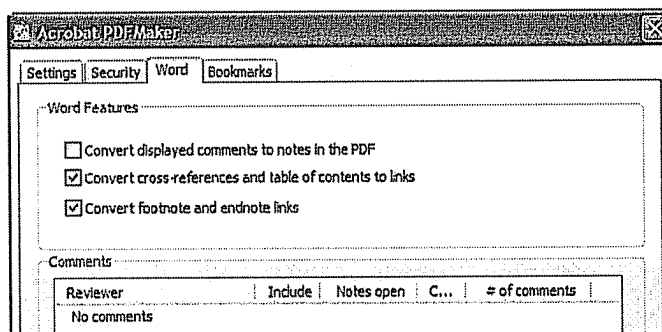 Acrobat PDFMaker
Settings Security Word Bookmarks
Word Features
Convert displayed comments to notes in the PDF
Convert cross-references and table of contents to links
Convert footnote and endnote links
Comments
Reviewer Include Notes open C... # of comments
No comments